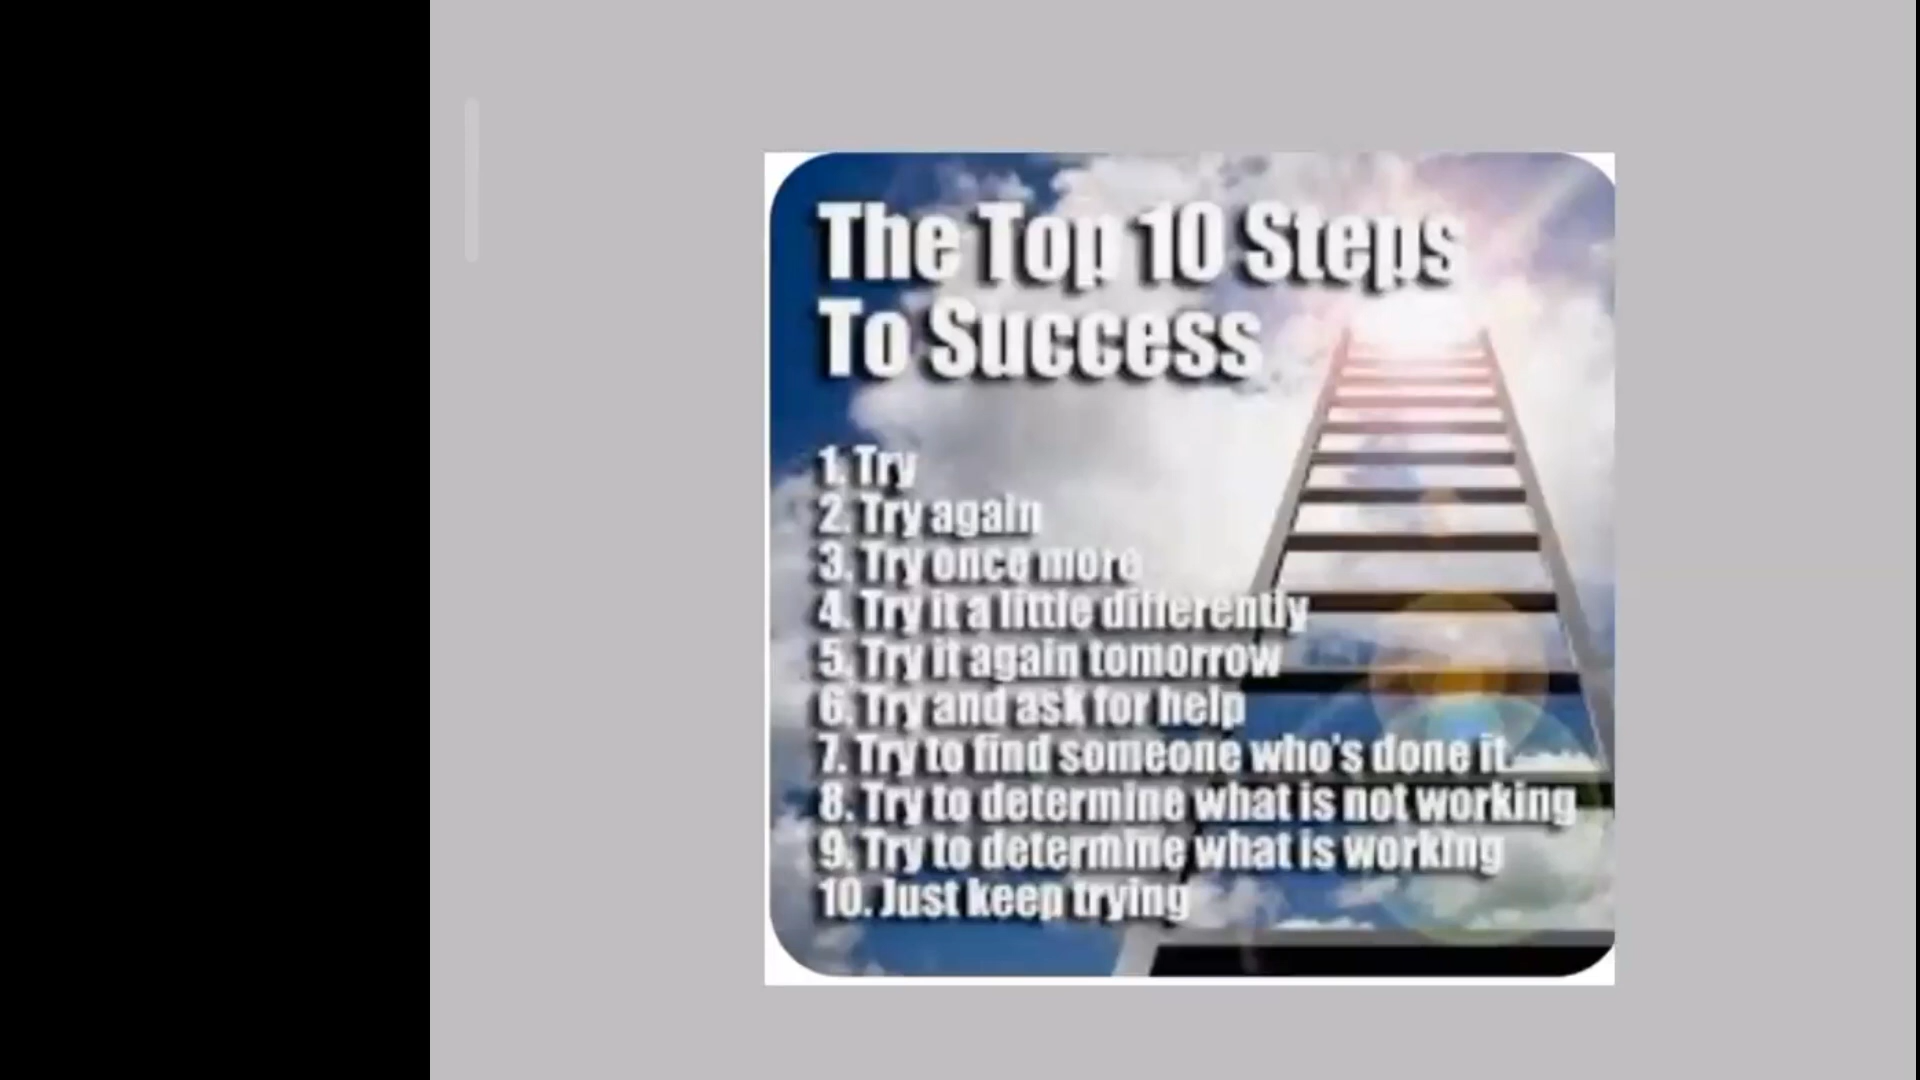 The Top 10 Steps
To Success
1. Try
2. Try again
3. Try once more
4. Try it a little differently
5. Try it again tomorrow
6. Try and ask for help
7. Try to find someone who's done it
8. Try to determine what is not working
9. Try to determine what is working
10. Just keep trying